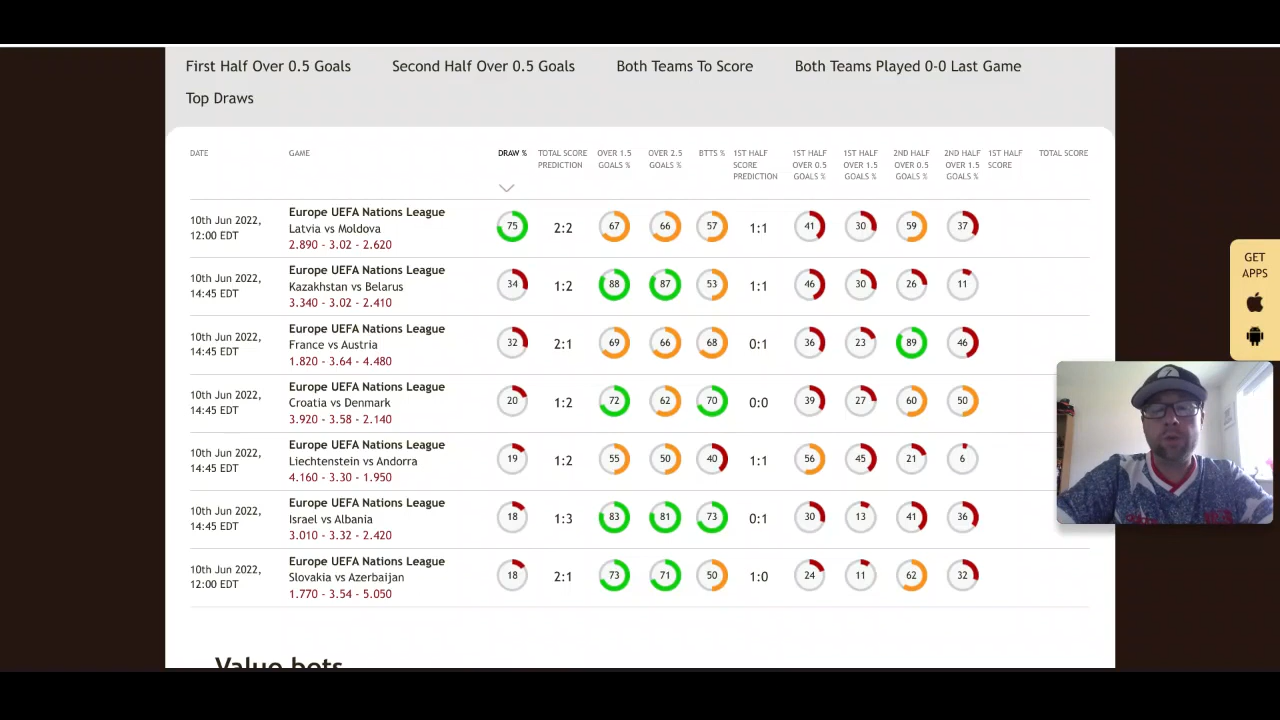 First Half Over 0.5 Goals Second Half Over 0.5 Goals Both Teams To Score Both Teams Played 0-0 Last Game
Top Draws
DATE GAME DRAW % TOTAL SCORE PREDICTION OVER 1.5 GOALS % OVER 2.5 GOALS % BTTS % 1ST HALF SCORE PREDICTION 1ST HALF OVER 0.5 GOALS % 1ST HALF OVER 1.5 GOALS % 2ND HALF OVER 0.5 GOALS % 2ND HALF OVER 1.5 GOALS % 1ST HALF SCORE TOTAL SCORE
Europe UEFA Nations League
10th Jun 2022, 12:00 EDT Latvia vs Moldova 75 2:2 67 66 57 1:1 41 30 59 37
2.890 - 3.02 - 2.620
Europe UEFA Nations League
10th Jun 2022, 14:45 EDT Kazakhstan vs Belarus 34 1:2 88 87 53 1:1 46 30 26 11
3.340 - 3.02 - 2.410
Europe UEFA Nations League
10th Jun 2022, 14:45 EDT France vs Austria 32 2:1 69 66 68 0:1 36 23 89 46
1.820 - 3.64 - 4.480
Europe UEFA Nations League
10th Jun 2022, 14:45 EDT Croatia vs Denmark 20 1:2 72 62 70 0:0 39 27 60 50
3.920 - 3.58 - 2.140
Europe UEFA Nations League
10th Jun 2022, 14:45 EDT Liechtenstein vs Andorra 19 1:2 55 50 40 1:1 56 45 21 6
4.160 - 3.30 - 1.950
Europe UEFA Nations League
10th Jun 2022, 14:45 EDT Israel vs Albania 18 1:3 83 81 73 0:1 30 13 41 36
3.010 - 3.32 - 2.420
Europe UEFA Nations League
10th Jun 2022, 12:00 EDT Slovakia vs Azerbaijan 18 2:1 73 71 50 1:0 24 11 62 32
1.770 - 3.54 - 5.050
GET
APPS